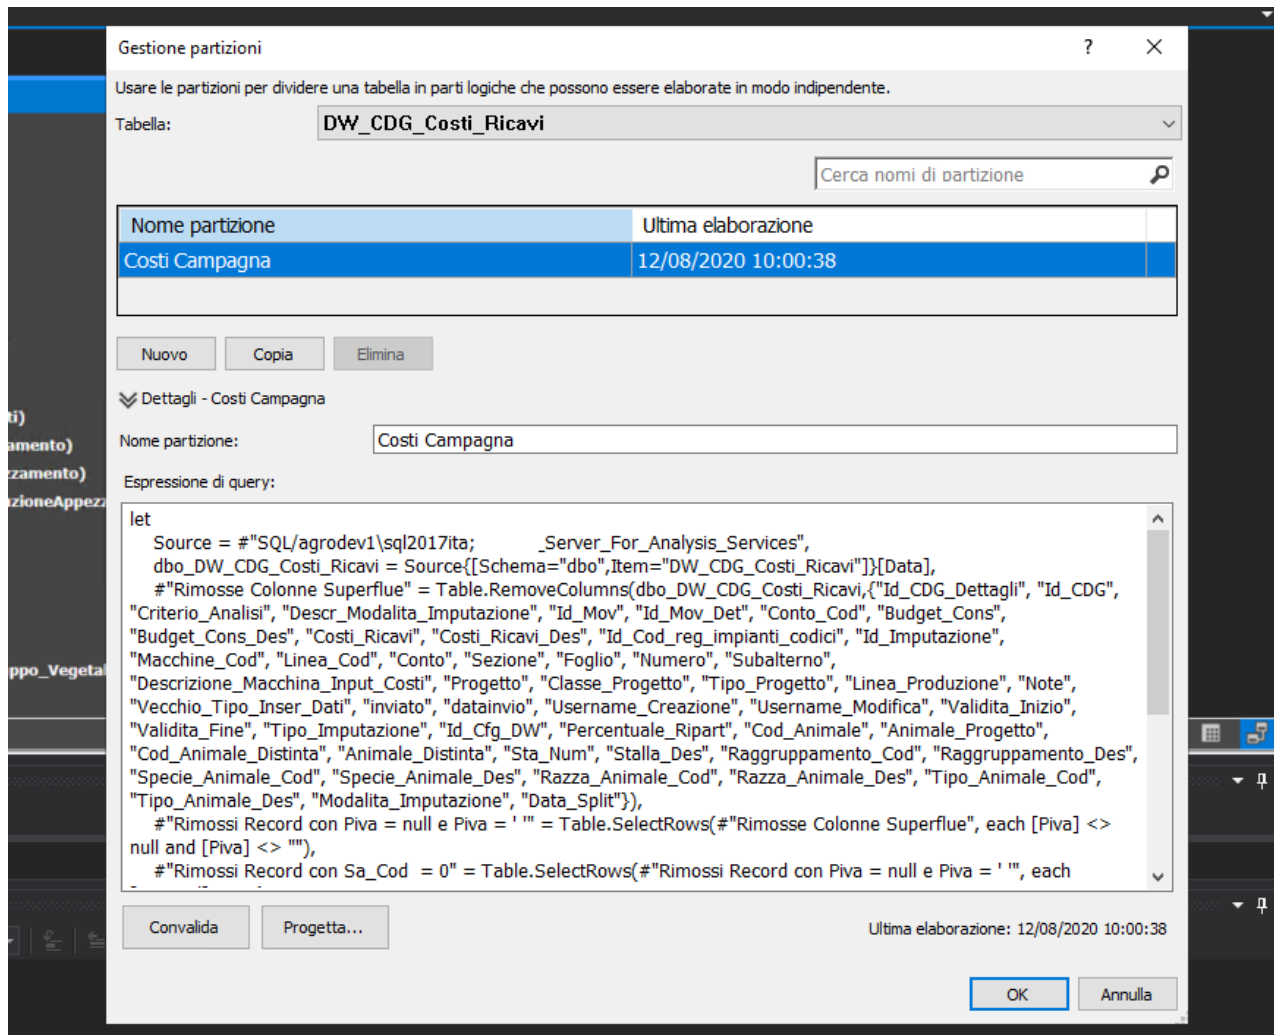 Gestione partizioni
?
Usare le partizioni per dividere una tabella in parti logiche che possono essere elaborate in modo indipendente.
Tabella:
DW_CDG_Costi_Ricavi
Cerca nomi di partizione
Nome partizione
Ultima elaborazione
Costi Campagna
12/08/2020 10:00:38
Nuovo
Copia
Elimina
Dettagli - Costi Campagna
ti)
Nome partizione:
Costi Campagna
amento)
zzamento)
Espressione di query:
izioneAppezz
let
Source = #"SQL/agrodev1\sql2017ita; _Server_For_Analysis_Services",
dbo_DW_CDG_Costi_Ricavi = Source{[Schema="dbo",Item="DW_CDG_Costi_Ricavi"]}[Data],
#"Rimosse Colonne Superflue" = Table.RemoveColumns(dbo_DW_CDG_Costi_Ricavi,{"Id_CDG_Dettagli", "Id_CDG",
"Criterio_Analisi", "Descr_Modalita_Imputazione", "Id_Mov", "Id_Mov_Det", "Conto_Cod", "Budget_Cons",
"Budget_Cons_Des", "Costi_Ricavi", "Costi_Ricavi_Des", "Id_Cod_reg_impianti_codici", "Id_Imputazione",
"Macchine_Cod", "Linea_Cod", "Conto", "Sezione", "Foglio", "Numero", "Subalterno",
"Descrizione_Macchina_Input_Costi", "Progetto", "Classe_Progetto", "Tipo_Progetto", "Linea_Produzione", "Note",
"Vecchio_Tipo_Inser_Dati", "inviato", "datainvio", "Username_Creazione", "Username_Modifica", "Validita_Inizio",
"Validita_Fine", "Tipo_Imputazione", "Id_Cfg_DW", "Percentuale_Ripart", "Cod_Animale", "Animale_Progetto",
"Cod_Animale_Distinta", "Animale_Distinta", "Sta_Num", "Stalla_Des", "Raggruppamento_Cod", "Raggruppamento_Des",
"Specie_Animale_Cod", "Specie_Animale_Des", "Razza_Animale_Cod", "Razza_Animale_Des", "Tipo_Animale_Cod",
"Tipo_Animale_Des", "Modalita_Imputazione", "Data_Split"}),
#"Rimossi Record con Piva = null e Piva = ' '" = Table.SelectRows(#"Rimosse Colonne Superflue", each [Piva] <>
null and [Piva] <> ""),
#"Rimossi Record con Sa_Cod  = 0" = Table.SelectRows(#"Rimossi Record con Piva = null e Piva = ' '", each
ppo_Vegetal
Convalida
Progetta...
Ultima elaborazione: 12/08/2020 10:00:38
OK
Annulla